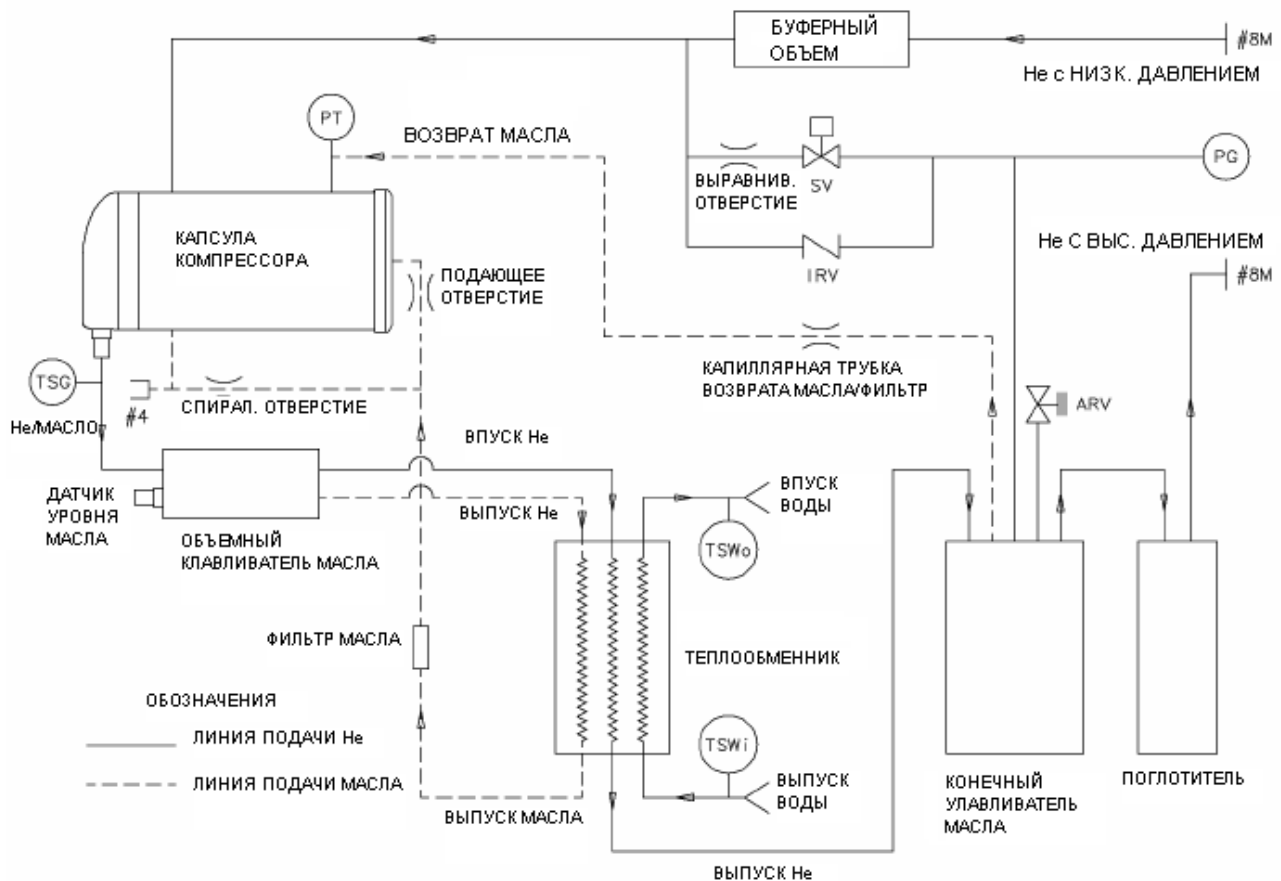 БУФЕРНЫЙ
ОБЪЕМ
#8M
Не с НИЗК. ДАВЛЕНИЕМ
PT
ВОЗВРАТ МАСЛА
ВЫРАВНИВ.
ОТВЕРСТИЕ
SV
PG
IRV
Не С ВЫС. ДАВЛЕНИЕМ
#8M
КАПСУЛА
КОМПРЕССОРА
ПОДАЮЩЕЕ
ОТВЕРСТИЕ
TSG
#4
СПИРАЛ. ОТВЕРСТИЕ
Не/МАСЛО
КАПИЛЛЯРНАЯ ТРУБКА
ВОЗВРАТА МАСЛА/ФИЛЬТР
ARV
ВПУСК Не
ДАТЧИК
УРОВНЯ
МАСЛА
ВЫПУСК Не
ОБЪЕМНЫЙ
КЛАВЛИВАТЕЛЬ МАСЛА
ВПУСК
ВОДЫ
TSWo
ФИЛЬТР МАСЛА
ТЕПЛООБМЕННИК
ОБОЗНАЧЕНИЯ
ЛИНИЯ ПОДАЧИ Не
ЛИНИЯ ПОДАЧИ МАСЛА
TSWi
ВЫПУСК
ВОДЫ
ВЫПУСК МАСЛА
КОНЕЧНЫЙ
УЛАВЛИВАТЕЛЬ
МАСЛА
ПОГЛОТИТЕЛЬ
ВЫПУСК Не